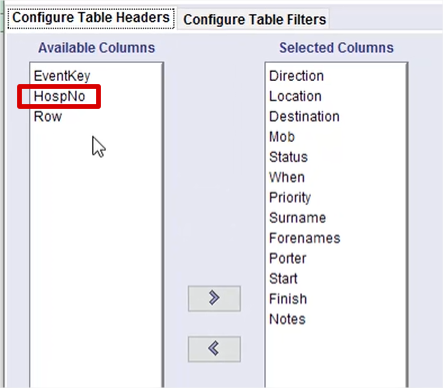 Configure Table Headers
Configure Table Filters
Available Columns
EventKey
HospNo
Row
Selected Columns
Direction
Location
Destination
Mob
Status
When
Priority
Surname
Forenames
Porter
Start
Finish
Notes